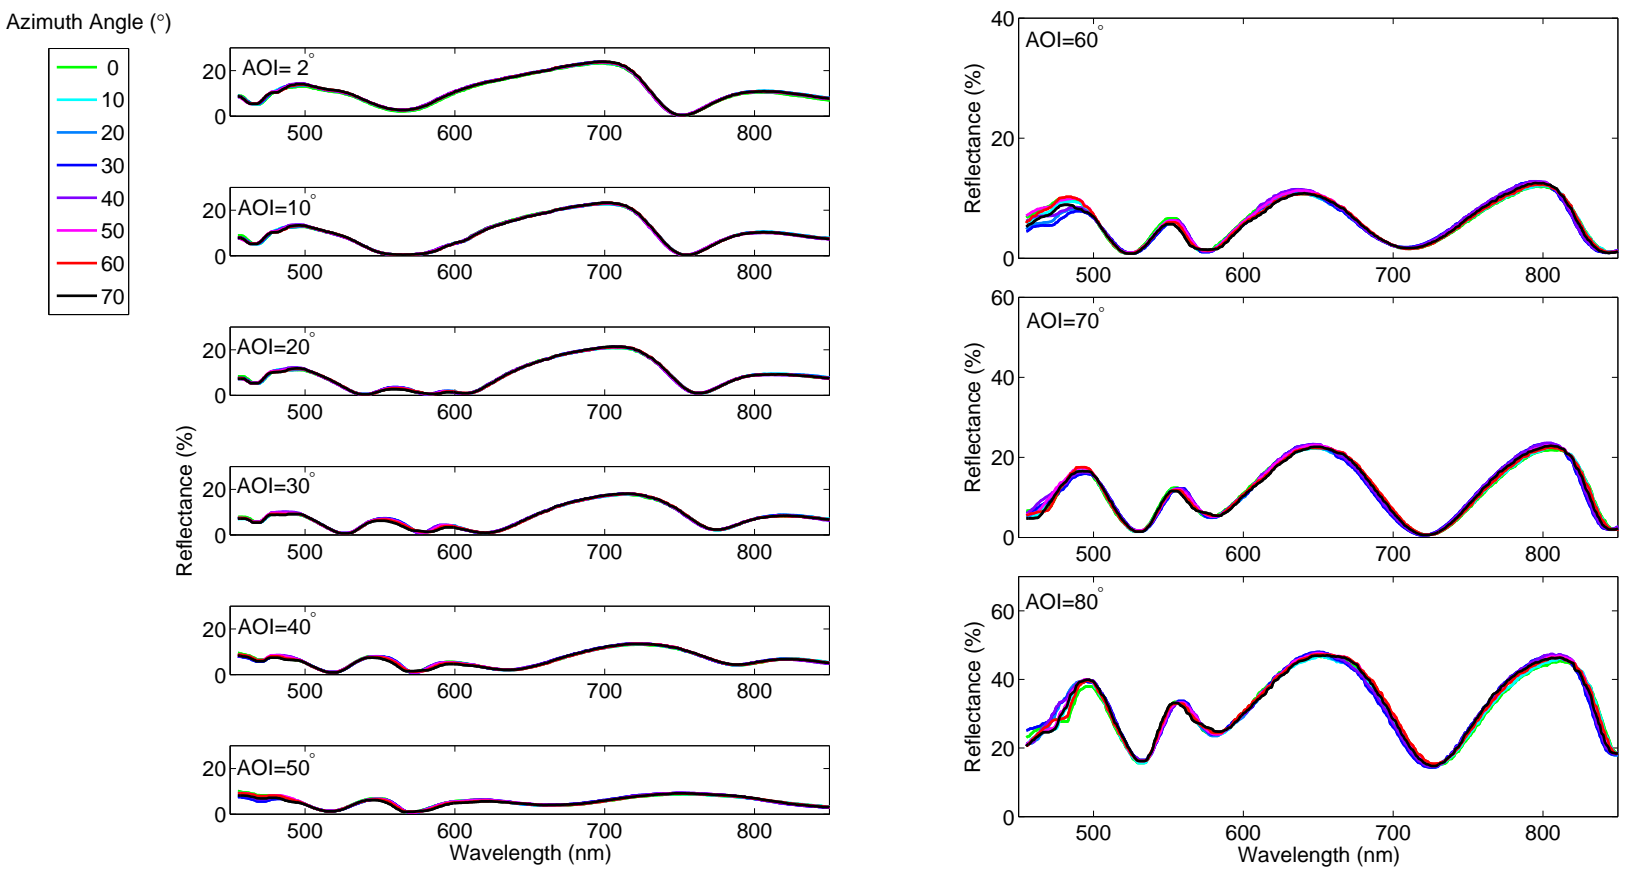 Azimuth Angle (°)
0
10
20
30
40
50
60
70
Reflectance (%)
AOI= 2°
20
0
500 600 700 800
AOI=10°
20
0
500 600 700 800
AOI=20°
20
0
500 600 700 800
AOI=30°
20
0
500 600 700 800
AOI=40°
20
0
500 600 700 800
AOI=50°
20
0
500 600 700 800
Wavelength (nm)
AOI=60°
Reflectance (%)
40
20
0
500 600 700 800
AOI=70°
Reflectance (%)
60
40
20
0
500 600 700 800
AOI=80°
Reflectance (%)
60
40
20
0
500 600 700 800
Wavelength (nm)